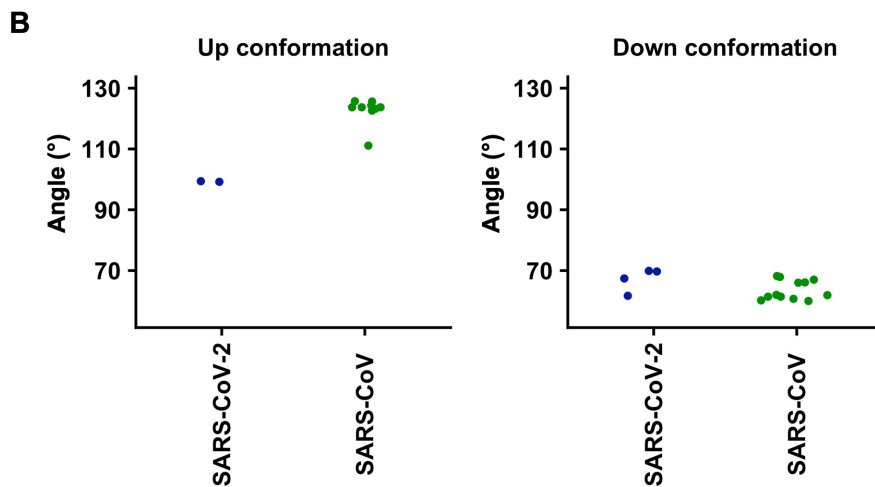 B
Up conformation
Angle (°)
130
110
90
70
SARS-CoV-2
SARS-CoV
Down conformation
Angle (°)
130
110
90
70
SARS-CoV-2
SARS-CoV